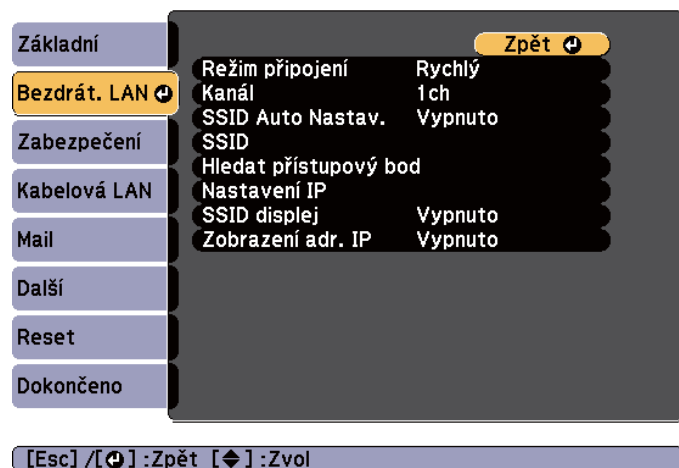 Základní
Bezdrát. LAN
Zabezpečení
Kabelová LAN
Mail
Další
Reset
Dokončeno
Zpět
Režim připojení Rychlý
Kanál 1ch
SSID Auto Nastav. Vypnuto
SSID
Hledat přístupový bod
Nastavení IP
SSID displej Vypnuto
Zobrazení adr. IP Vypnuto
[Esc] /[⏎] :Zpět [◆] :Zvol